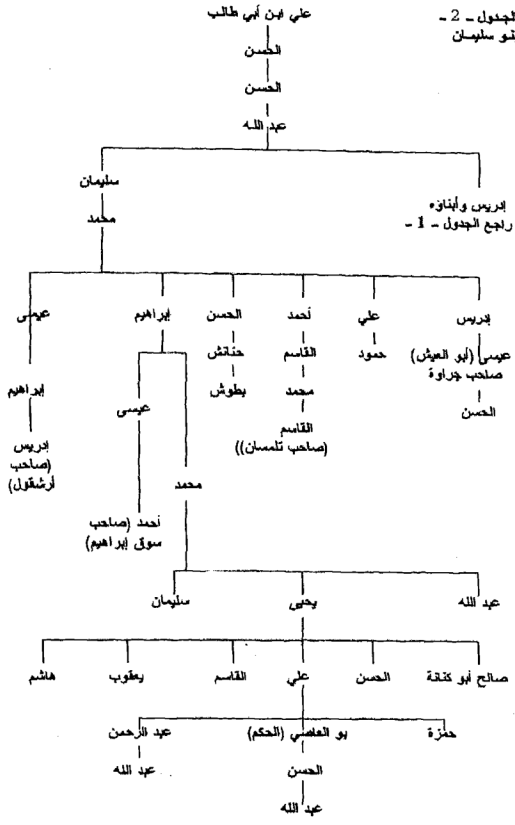 الجدول - 2 -
بنو سليمان
علي ابن أبي طالب
الحسن
الحسن
عبد الله
سليمان
محمد
إدريس وأبناؤه
راجع الجدول - 1 -
إدريس
علي
أحمد
الحسن
إبراهيم
عيسى
عيسى (أبو العيش)
صاحب جراوة
الحسن
حمود
القاسم
محمد
القاسم
(صاحب تلمسان))
حناتش
بطوش
عيسى
أحمد (صاحب
سوق إبراهيم)
محمد
إبراهيم
إدريس
(صاحب
أرشقول)
عبد الله
يحيى
سليمان
صالح أبو كنانة
الحسن
علي
القاسم
يعقوب
هاشم
حمزة
بو العاصي (الحكم)
عبد الرحمن
الحسن
عبد الله
عبد الله